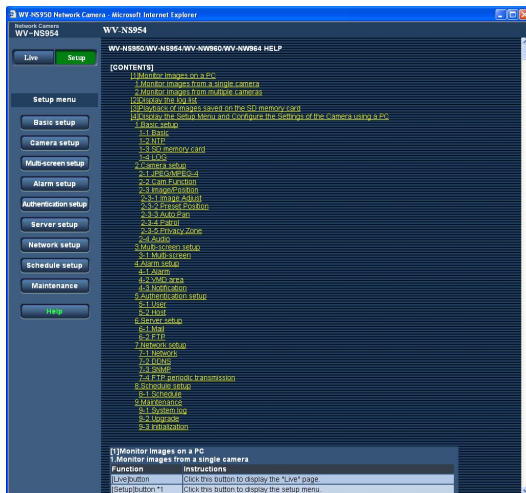 WV-NS950 Network Camera - Microsoft Internet Explorer
Network Camera
WV-NS954
WV-NS954
Live
Setup
Setup menu
Basic setup
Camera setup
Multi-screen setup
Alarm setup
Authentication setup
Server setup
Network setup
Schedule setup
Maintenance
Help
WV-NS950/WV-NS954/WV-NW960/WV-NW964 HELP
[CONTENTS]
[1]Monitor Images on a PC
1.Monitor images from a single camera
2.Monitor images from multiple cameras
[2]Display the log list
[3]Playback of images saved on the SD memory card
[4]Display the Setup Menu and Configure the Settings of the Camera using a PC
1.Basic setup
1-1 Basic
1-2 NTP
1-3 SD memory card
1-4 LOG
2.Camera setup
2-1 JPEG/MPEG-4
2-2 Cam Function
2-3 Image/Position
2-3-1 Image Adjust
2-3-2 Preset Position
2-3-3 Auto Pan
2-3-4 Patrol
2-3-5 Privacy Zone
2-4 Audio
3.Multi-screen setup
3-1 Multi-screen
4.Alarm setup
4-1 Alarm
4-2 VMD area
4-3 Notification
5.Authentication setup
5-1 User
5-2 Host
6.Server setup
6-1 Mail
6-2 FTP
7.Network setup
7-1 Network
7-2 DDNS
7-3 SNMP
7-4 FTP periodic transmission
8.Schedule setup
8-1 Schedule
9.Maintenance
9-1 System log
9-2 Upgrade
9-3 Initialization
[1]Monitor Images on a PC
1.Monitor images from a single camera
Function Instructions
[Live]button Click this button to display the "Live" page.
[Setup]button *1 Click this button to display the setup menu.